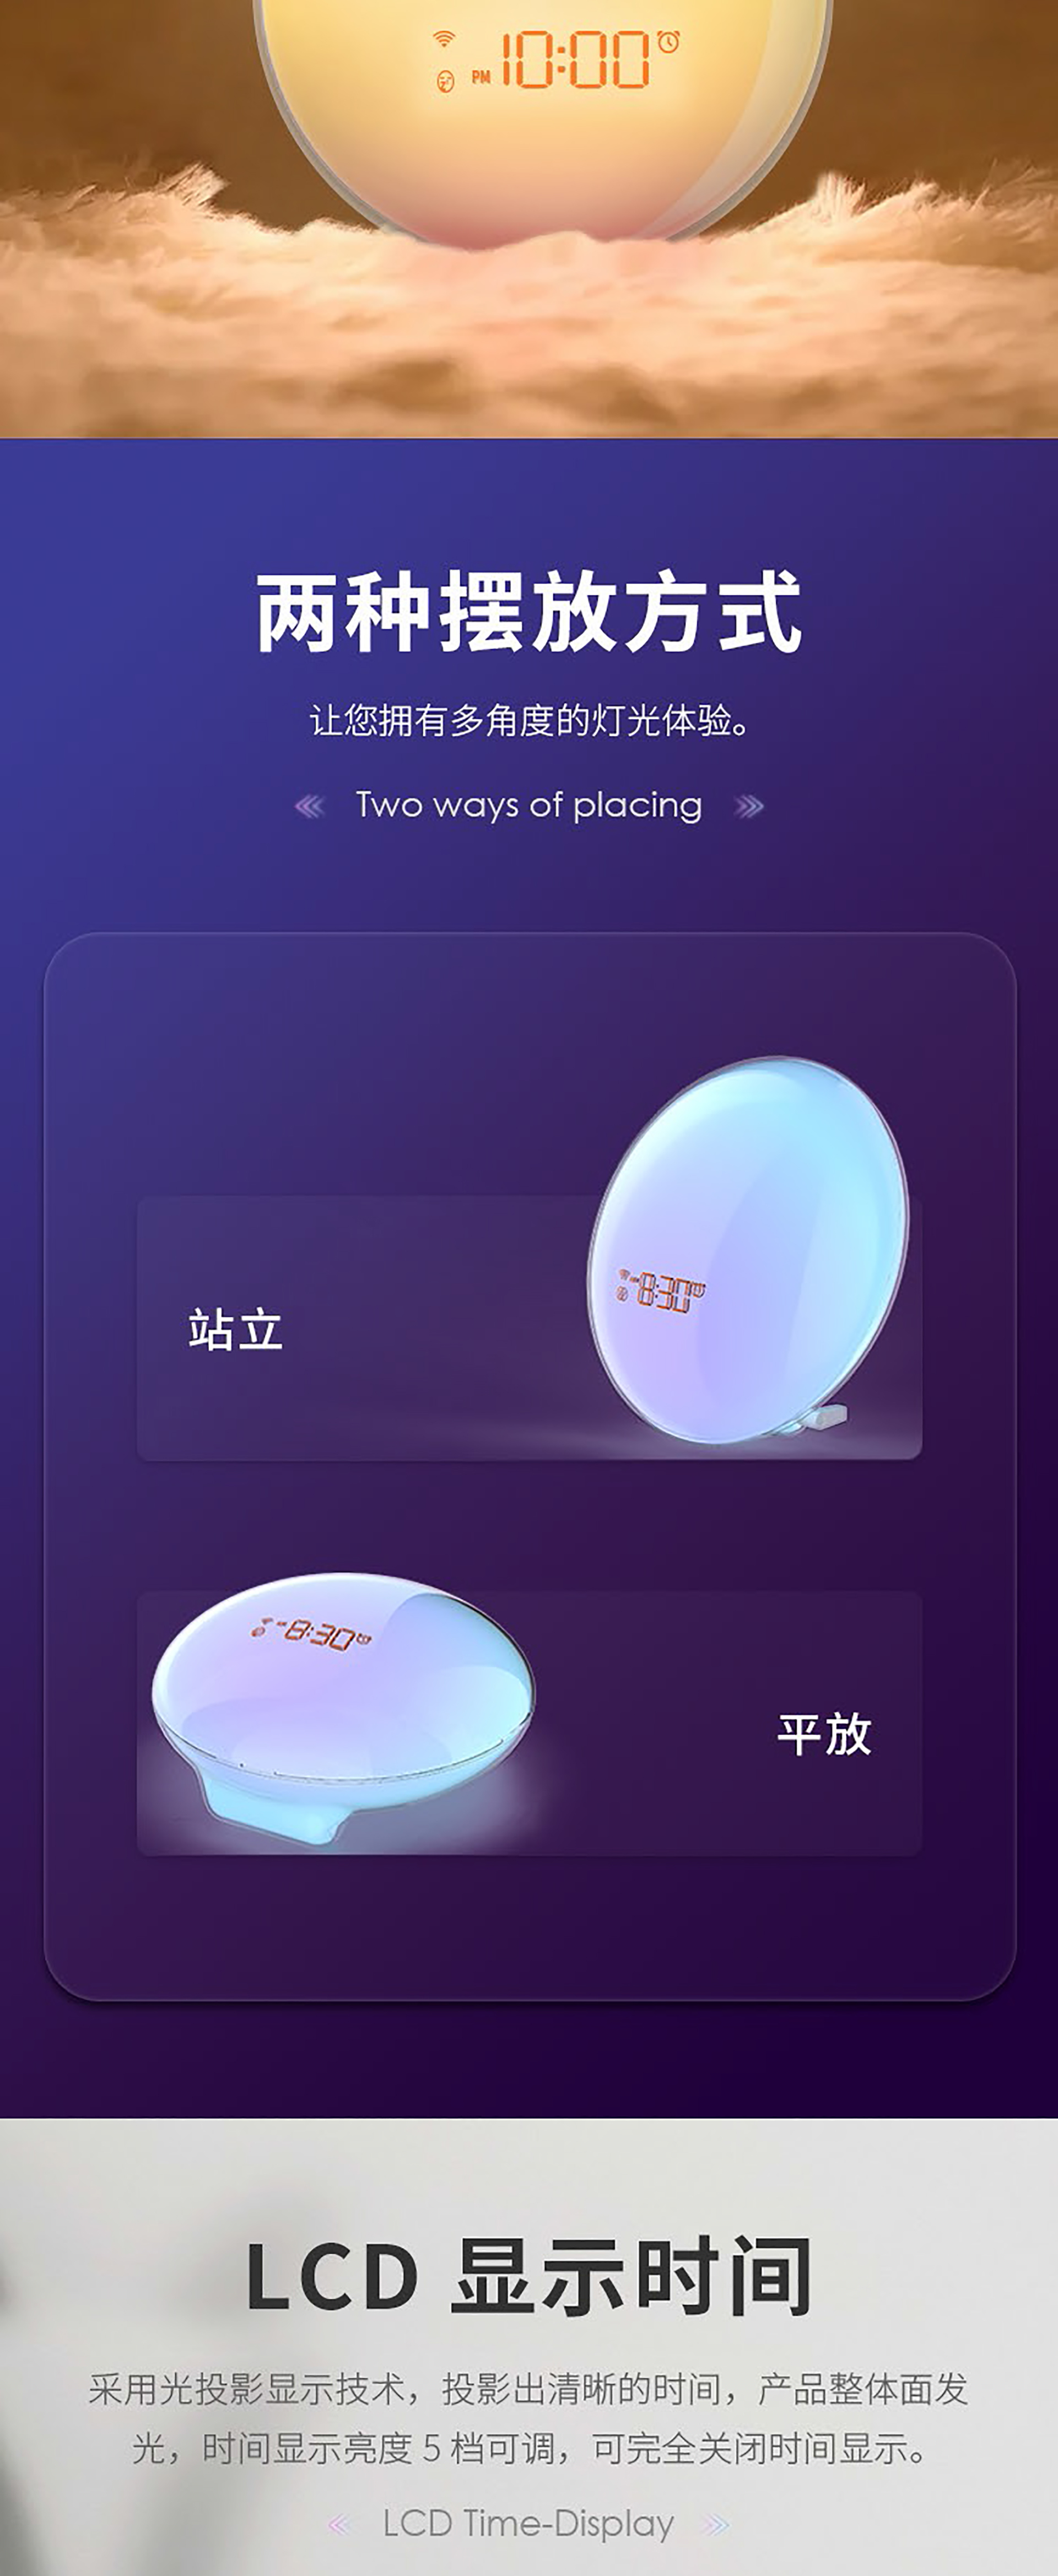 PM 10:00
两种摆放方式
让您拥有多角度的灯光体验。
Two ways of placing
8:30
站立
8:30
平放
LCD 显示时间
采用光投影显示技术，投影出清晰的时间，产品整体面发
光，时间显示亮度 5 档可调，可完全关闭时间显示。
LCD Time-Display